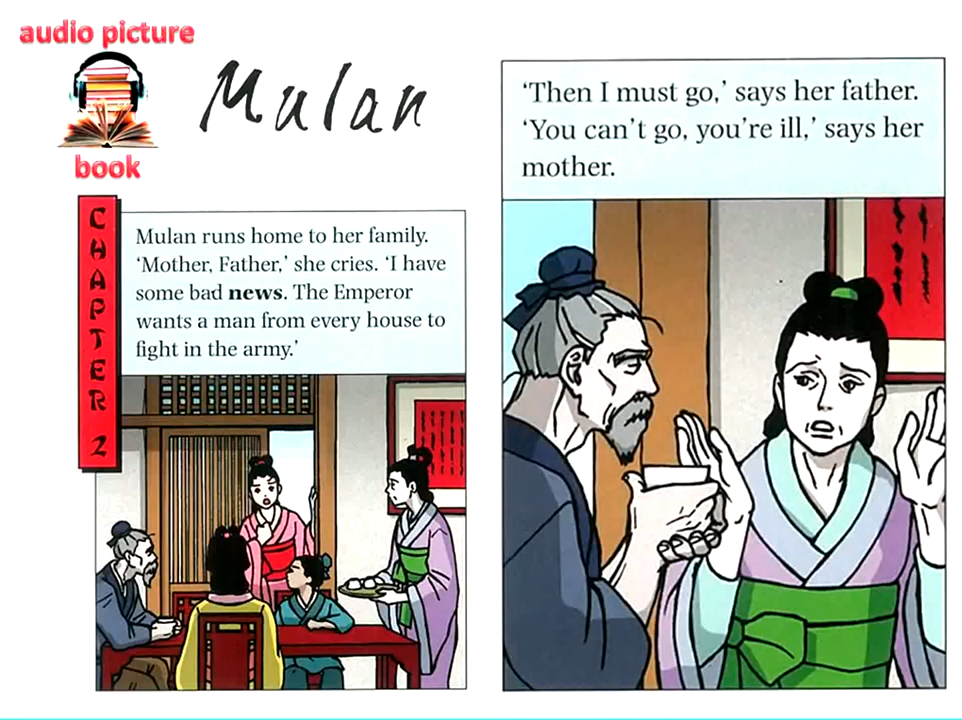 audio picture
book
Mulan
CHAPTER 2
Mulan runs home to her family.
‘Mother, Father,’ she cries. ‘I have
some bad news. The Emperor
wants a man from every house to
fight in the army.’
‘Then I must go,’ says her father.
‘You can’t go, you’re ill,’ says her
mother.